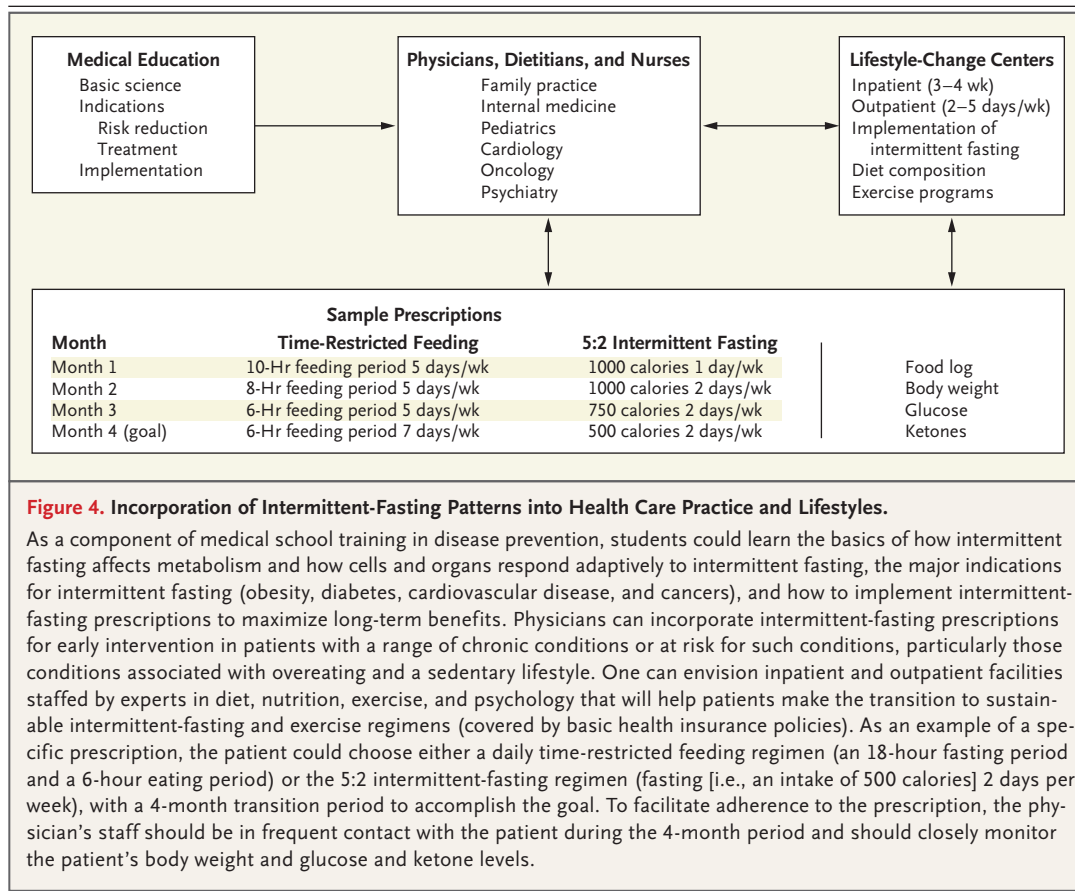 Medical Education
Basic science
Indications
Risk reduction
Treatment
Implementation
Physicians, Dietitians, and Nurses
Family practice
Internal medicine
Pediatrics
Cardiology
Oncology
Psychiatry
Lifestyle-Change Centers
Inpatient (3–4 wk)
Outpatient (2–5 days/wk)
Implementation of
intermittent fasting
Diet composition
Exercise programs
Sample Prescriptions
Month Time-Restricted Feeding 5:2 Intermittent Fasting
Month 1 10-Hr feeding period 5 days/wk 1000 calories 1 day/wk Food log
Month 2 8-Hr feeding period 5 days/wk 1000 calories 2 days/wk Body weight
Month 3 6-Hr feeding period 5 days/wk 750 calories 2 days/wk Glucose
Month 4 (goal) 6-Hr feeding period 7 days/wk 500 calories 2 days/wk Ketones
Figure 4. Incorporation of Intermittent-Fasting Patterns into Health Care Practice and Lifestyles.
As a component of medical school training in disease prevention, students could learn the basics of how intermittent
fasting affects metabolism and how cells and organs respond adaptively to intermittent fasting, the major indications
for intermittent fasting (obesity, diabetes, cardiovascular disease, and cancers), and how to implement intermittent-
fasting prescriptions to maximize long-term benefits. Physicians can incorporate intermittent-fasting prescriptions
for early intervention in patients with a range of chronic conditions or at risk for such conditions, particularly those
conditions associated with overeating and a sedentary lifestyle. One can envision inpatient and outpatient facilities
staffed by experts in diet, nutrition, exercise, and psychology that will help patients make the transition to sustain-
able intermittent-fasting and exercise regimens (covered by basic health insurance policies). As an example of a spe-
cific prescription, the patient could choose either a daily time-restricted feeding regimen (an 18-hour fasting period
and a 6-hour eating period) or the 5:2 intermittent-fasting regimen (fasting [i.e., an intake of 500 calories] 2 days per
week), with a 4-month transition period to accomplish the goal. To facilitate adherence to the prescription, the phy-
sician’s staff should be in frequent contact with the patient during the 4-month period and should closely monitor
the patient’s body weight and glucose and ketone levels.